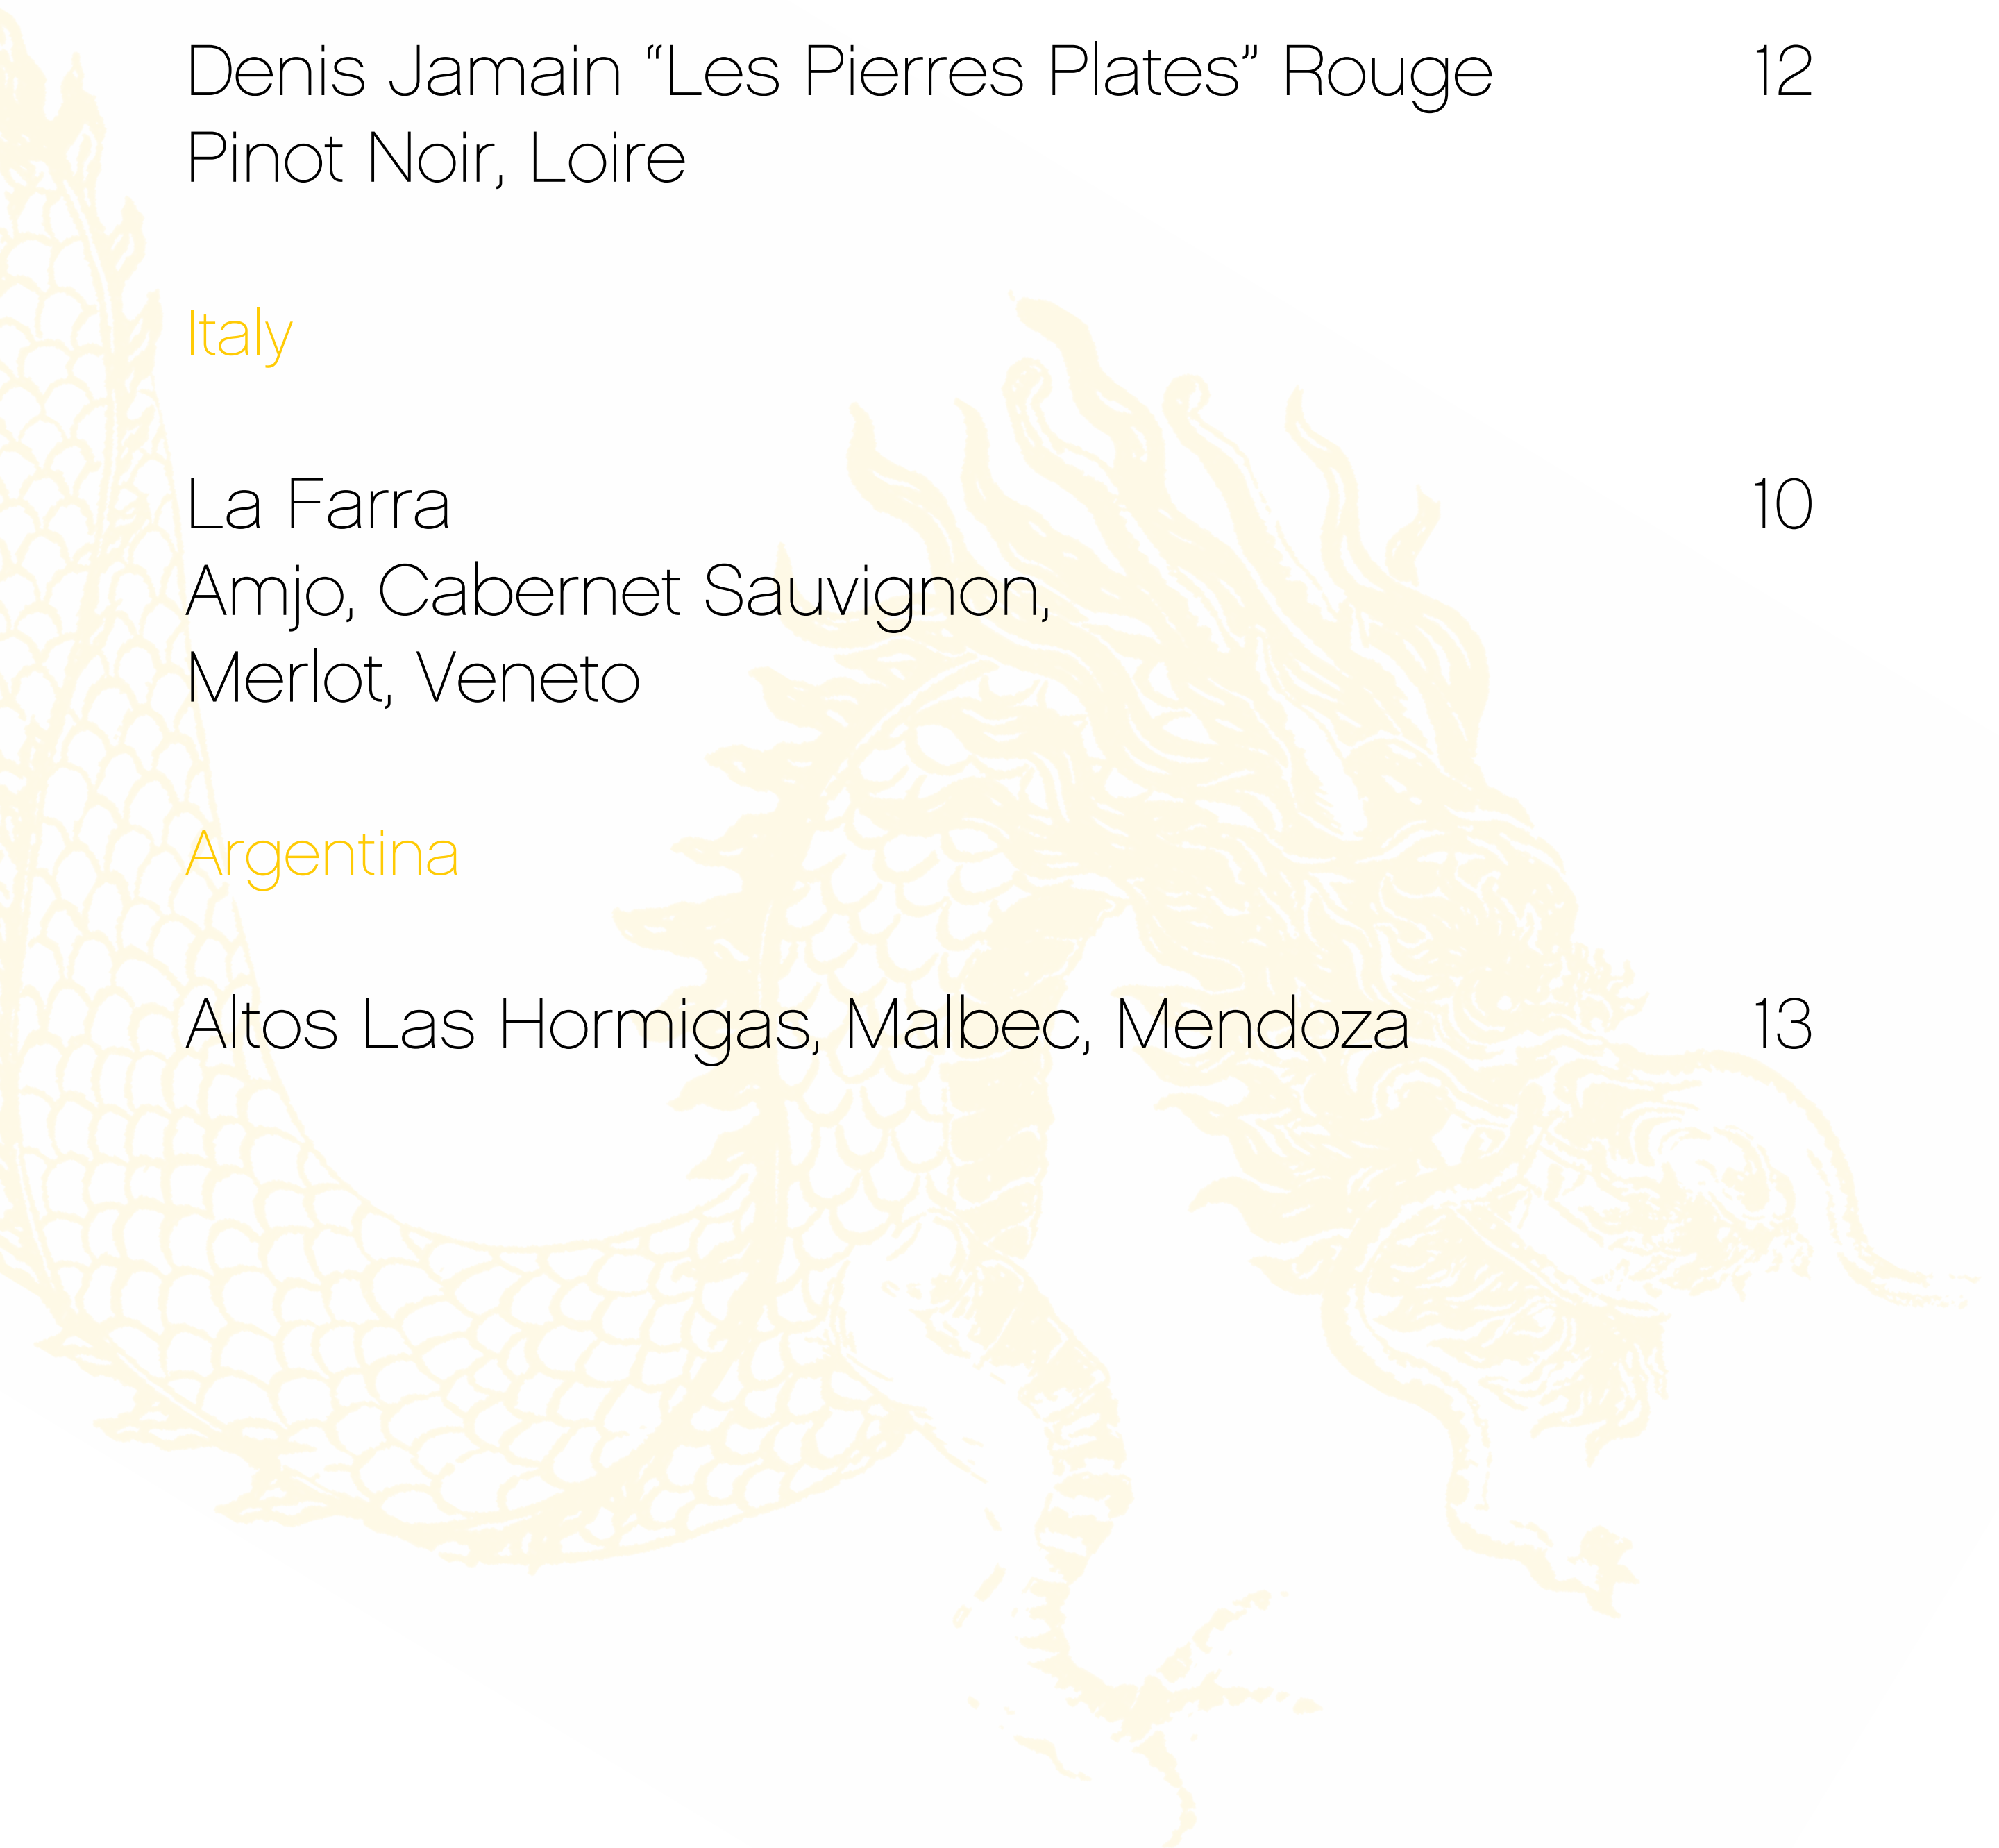 Denis Jamain “Les Pierres Plates” Rouge 12
Pinot Noir, Loire
Italy
La Farra 10
Amjo, Cabernet Sauvignon,
Merlot, Veneto
Argentina
Altos Las Hormigas, Malbec, Mendoza 13